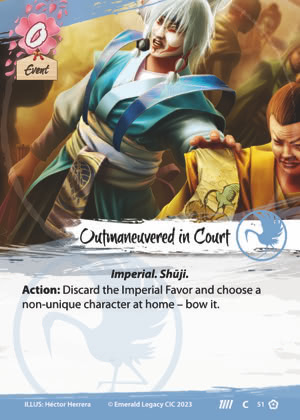 0
Event
Outmaneuvered in Court
Imperial. Shūji.
Action: Discard the Imperial Favor and choose a
non-unique character at home – bow it.
ILLUS: Héctor Herrera
© Emerald Legacy CIC 2023
C
51